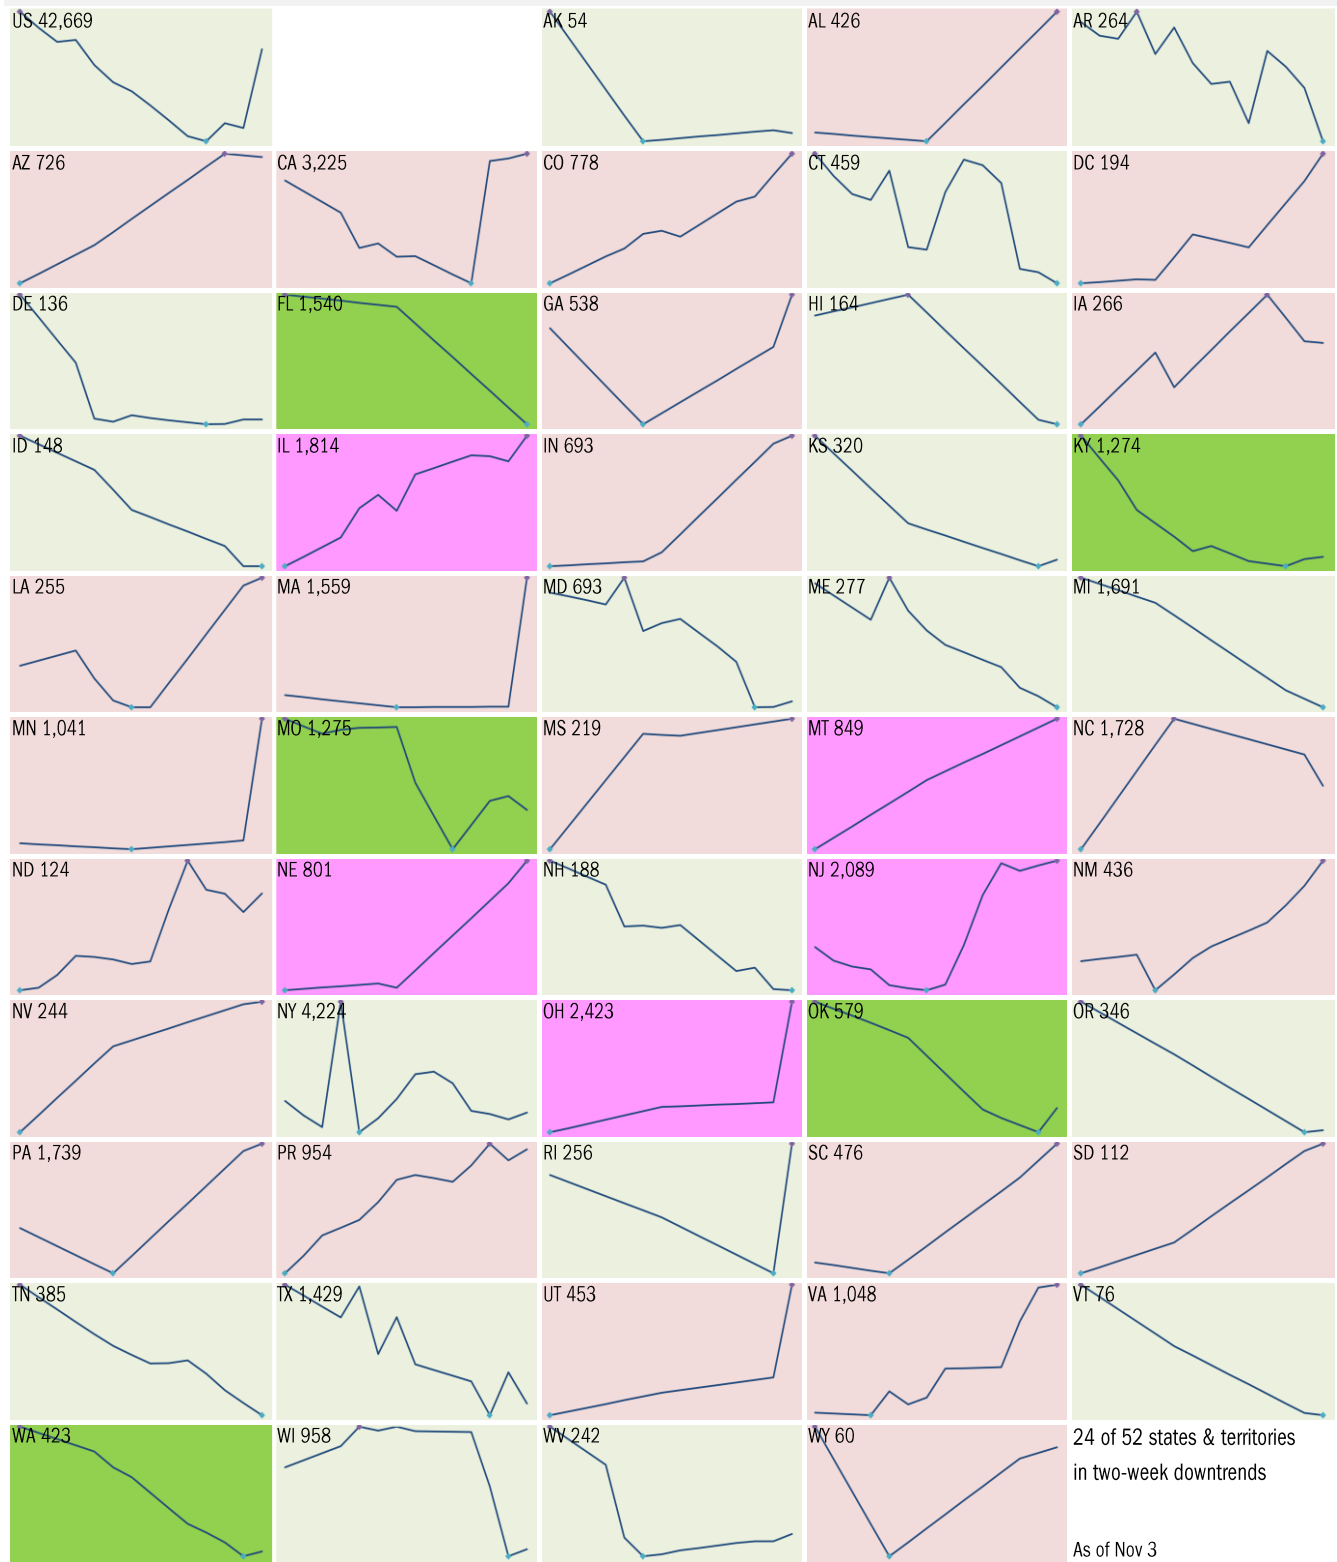 US 42,669
AK 54
AL 426
AR 264
AZ 726
CA 3,225
CO 778
CT 459
DC 194
DE 136
FL 1,540
GA 538
HI 164
IA 266
ID 148
IL 1,814
IN 693
KS 320
KY 1,274
LA 255
MA 1,559
MD 693
ME 277
MI 1,691
MN 1,041
MO 1,275
MS 219
MT 849
NC 1,728
ND 124
NE 801
NH 188
NJ 2,089
NM 436
NV 244
NY 4,224
OH 2,423
OK 579
OR 346
PA 1,739
PR 954
RI 256
SC 476
SD 112
TN 385
TX 1,429
UT 453
VA 1,048
VT 76
WA 423
WI 958
WV 242
WY 60
24 of 52 states & territories
in two-week downtrends
As of Nov 3